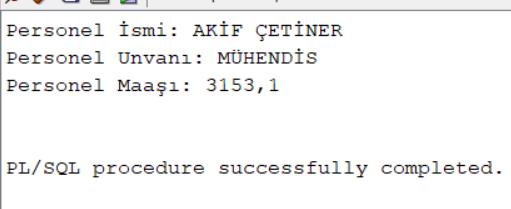 Personel İsmi: AKİF ÇETİNER
Personel Unvanı: MÜHENDİS
Personel Maaşı: 3153,1
PL/SQL procedure successfully completed.